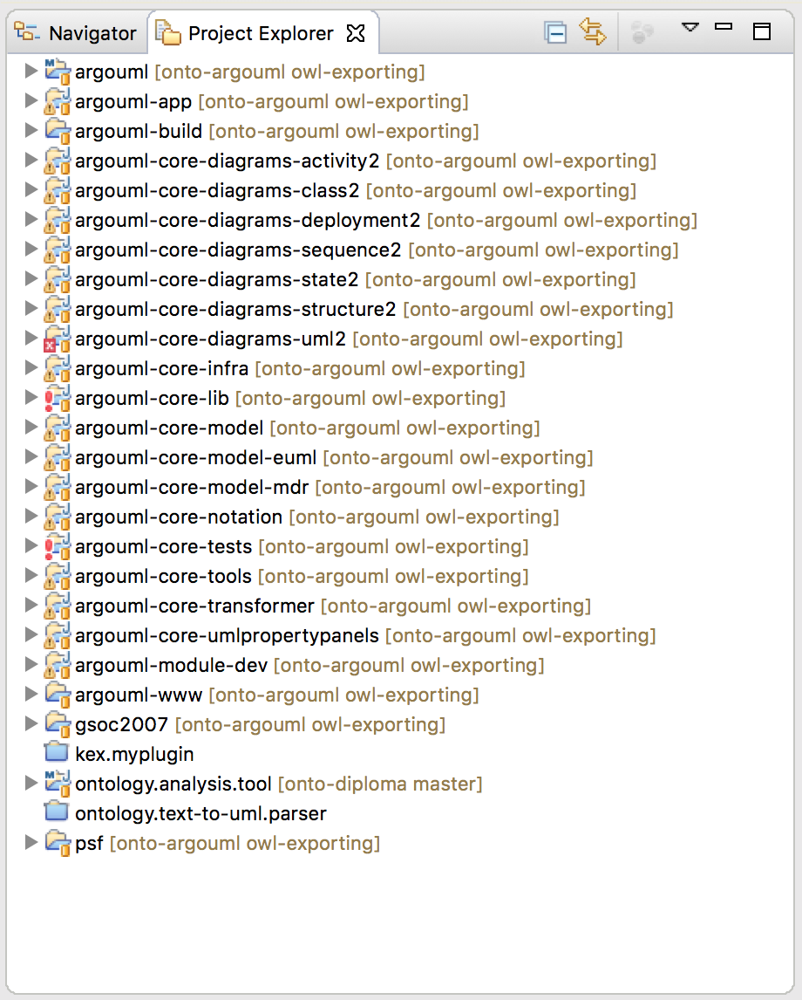 Navigator Project Explorer
argouml [onto-argouml owl-exporting]
argouml-app [onto-argouml owl-exporting]
argouml-build [onto-argouml owl-exporting]
argouml-core-diagrams-activity2 [onto-argouml owl-exporting]
argouml-core-diagrams-class2 [onto-argouml owl-exporting]
argouml-core-diagrams-deployment2 [onto-argouml owl-exporting]
argouml-core-diagrams-sequence2 [onto-argouml owl-exporting]
argouml-core-diagrams-state2 [onto-argouml owl-exporting]
argouml-core-diagrams-structure2 [onto-argouml owl-exporting]
argouml-core-diagrams-uml2 [onto-argouml owl-exporting]
argouml-core-infra [onto-argouml owl-exporting]
argouml-core-lib [onto-argouml owl-exporting]
argouml-core-model [onto-argouml owl-exporting]
argouml-core-model-euml [onto-argouml owl-exporting]
argouml-core-model-mdr [onto-argouml owl-exporting]
argouml-core-notation [onto-argouml owl-exporting]
argouml-core-tests [onto-argouml owl-exporting]
argouml-core-tools [onto-argouml owl-exporting]
argouml-core-transformer [onto-argouml owl-exporting]
argouml-core-umlpropertypanels [onto-argouml owl-exporting]
argouml-module-dev [onto-argouml owl-exporting]
argouml-www [onto-argouml owl-exporting]
gsoc2007 [onto-argouml owl-exporting]
kex.myplugin
ontology.analysis.tool [onto-diploma master]
ontology.text-to-uml.parser
psf [onto-argouml owl-exporting]